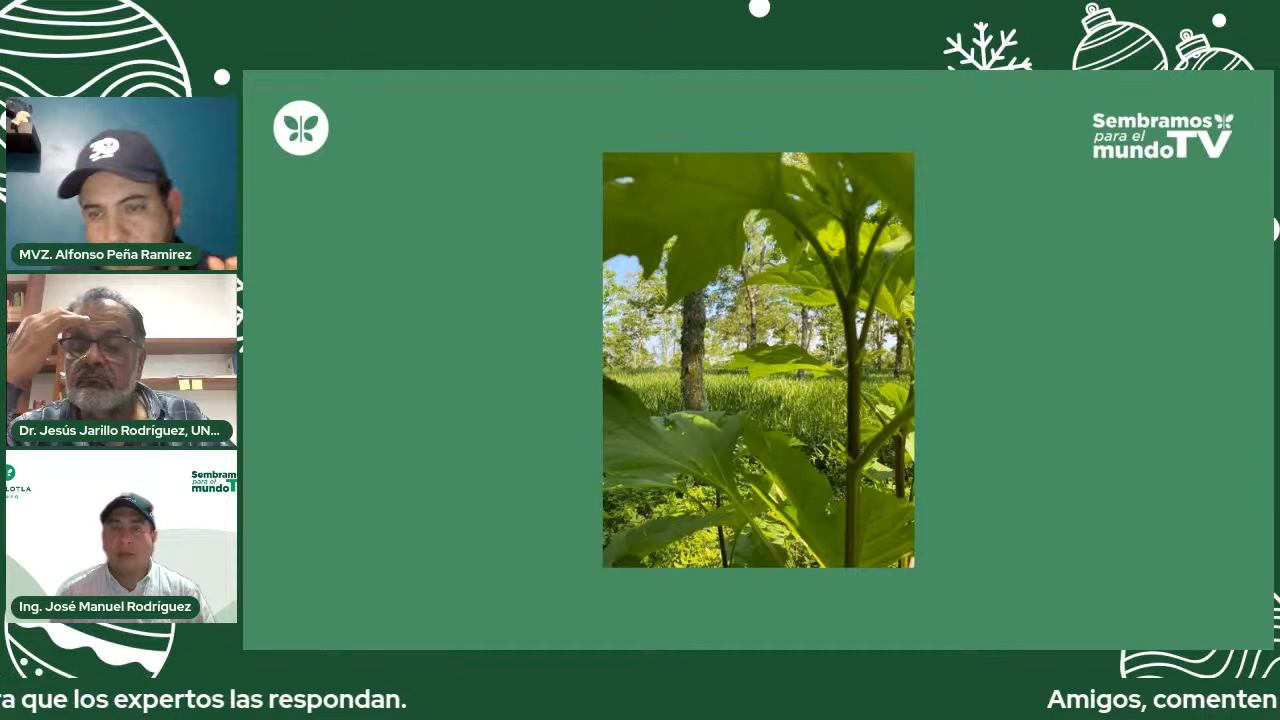 Sembramos
para el
mundo TV
MVZ. Alfonso Peña Ramirez
Dr. Jesús Jarillo Rodríguez, UN...
LOTLA
Sembram
para el
mundo T
Ing. José Manuel Rodríguez
ra que los expertos las respondan.
Amigos, comenten